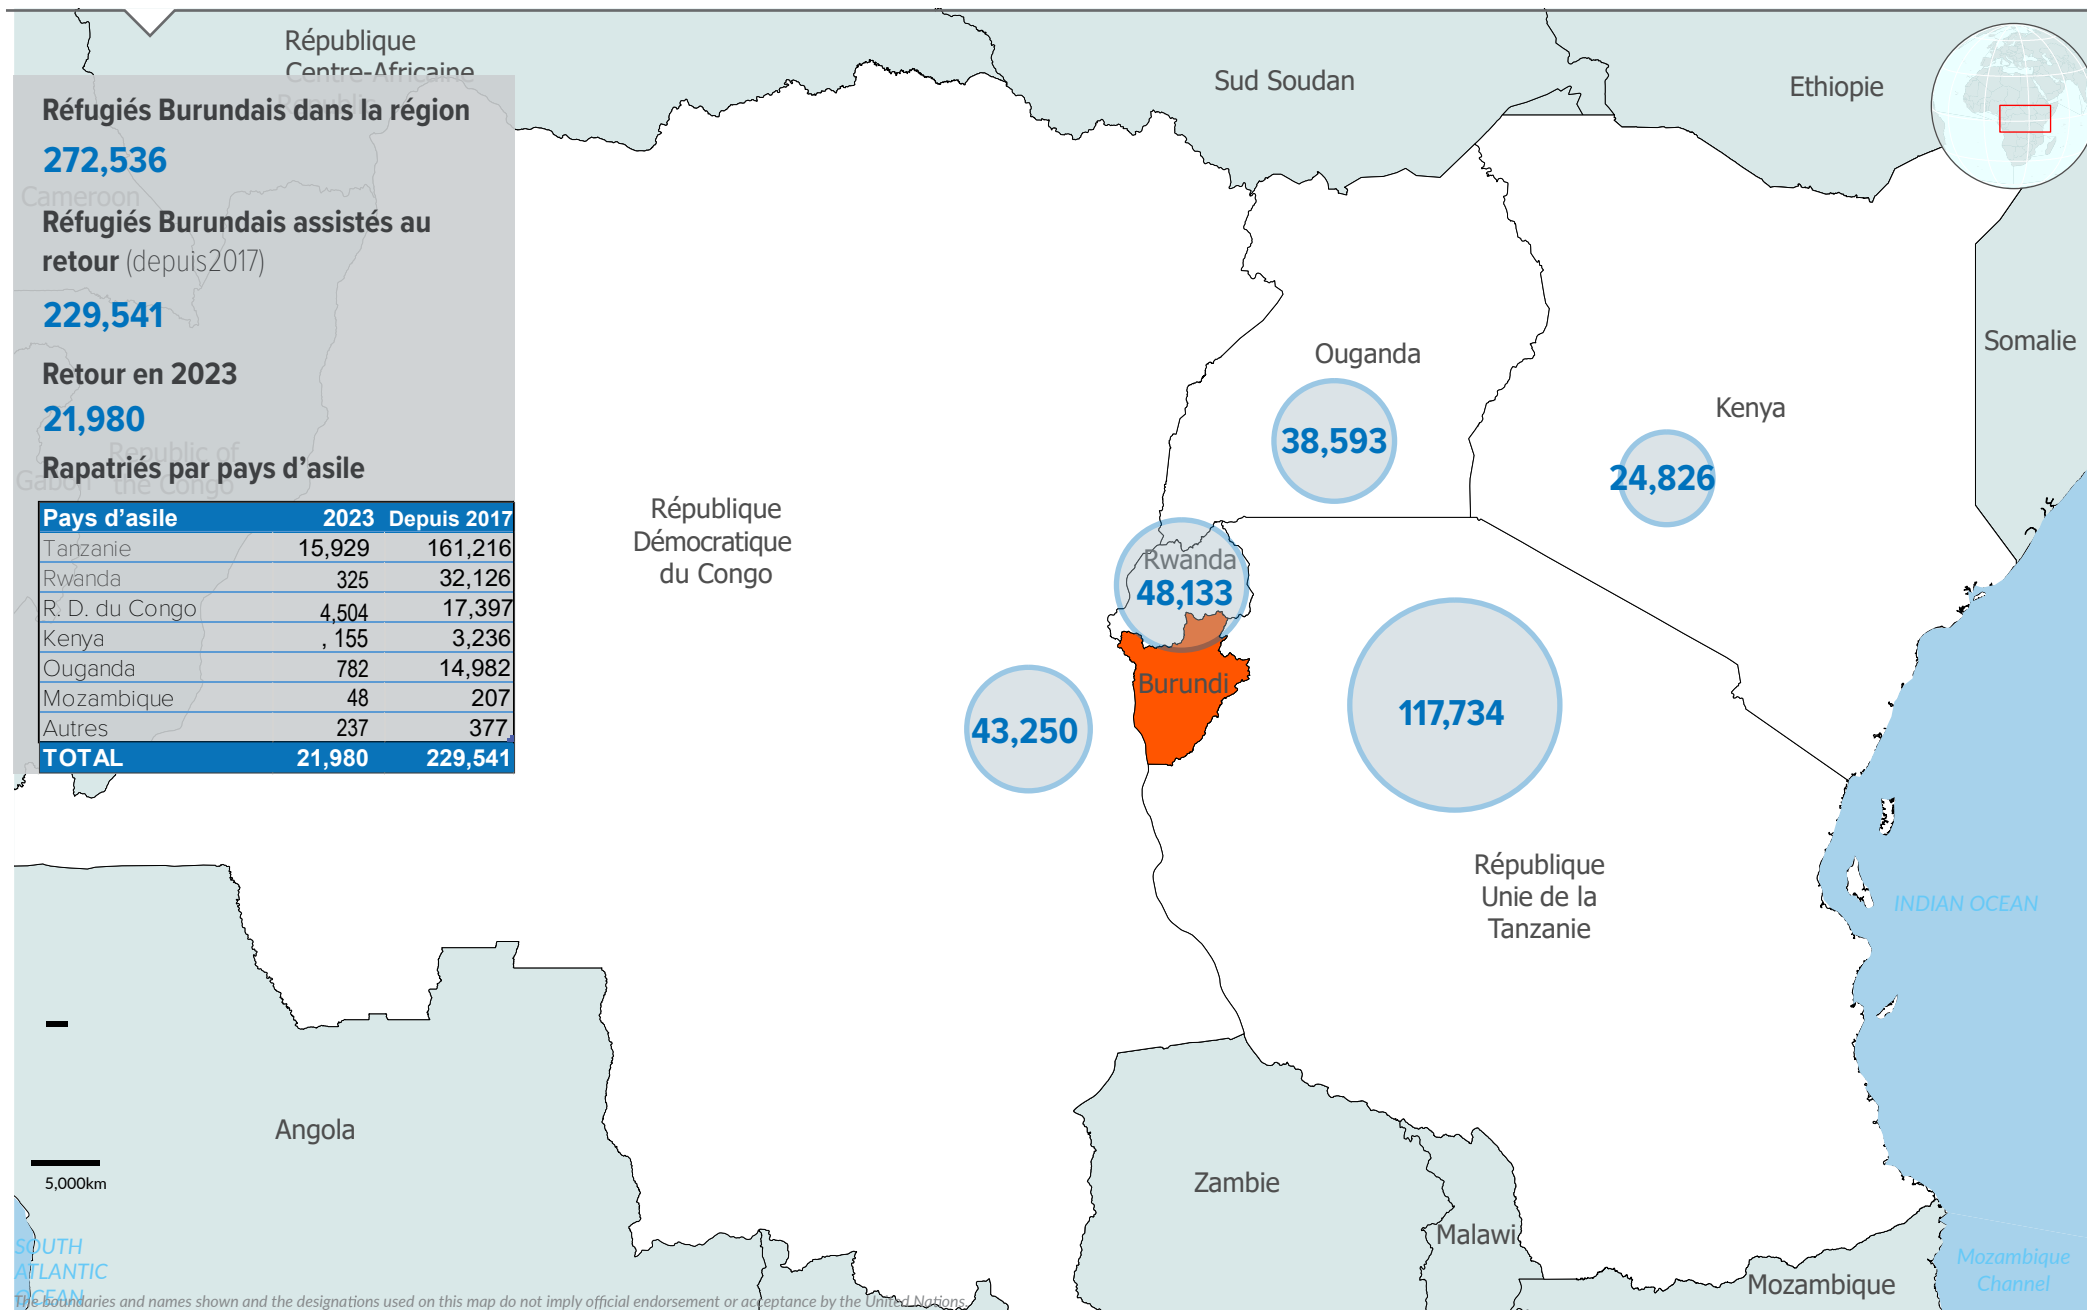 République
Centre-Africaine
Republic
Sud Soudan
Ethiopie
Réfugiés Burundais dans la région
272,536
Cameroon
Réfugiés Burundais assistés au
retour (depuis2017)
229,541
Retour en 2023
21,980
Republic of
the Congo
Gabon
Rapatriés par pays d’asile
Pays d’asile 2023 Depuis 2017
Tanzanie 15,929 161,216
Rwanda 325 32,126
R. D. du Congo 4,504 17,397
Kenya , 155 3,236
Ouganda 782 14,982
Mozambique 48 207
Autres 237 377
TOTAL 21,980 229,541
Somalie
Ouganda
38,593
Kenya
24,826
République
Démocratique
du Congo
Rwanda
48,133
Burundi
43,250
117,734
République
Unie de la
Tanzanie
INDIAN OCEAN
Angola
5,000km
Zambie
Malawi
Mozambique
Mozambique
Channel
SOUTH
ATLANTIC
OCEAN
The boundaries and names shown and the designations used on this map do not imply official endorsement or acceptance by the United Nations.